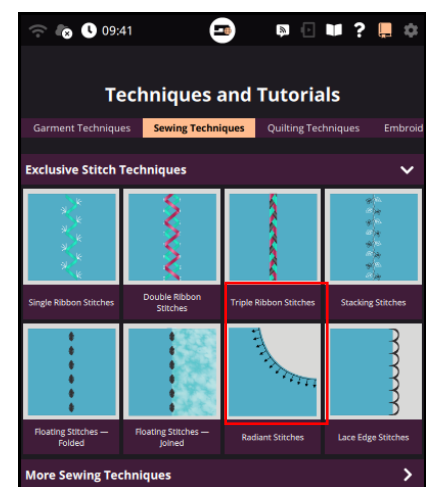 09:41
?
Techniques and Tutorials
Garment Techniques Sewing Techniques Quilting Techniques Embroid
Exclusive Stitch Techniques
Single Ribbon Stitches
Double Ribbon
Stitches
Triple Ribbon Stitches
Stacking Stitches
Floating Stitches —
Folded
Floating Stitches —
Joined
Radiant Stitches
Lace Edge Stitches
More Sewing Techniques